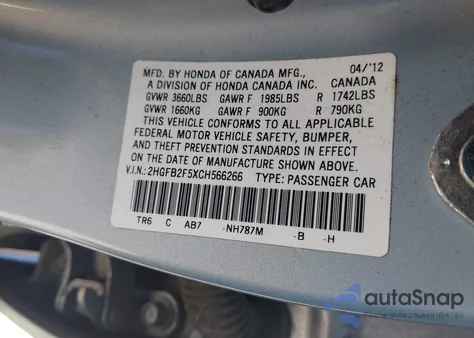 MFD. BY HONDA OF CANADA MFG., 04/'12
A DIVISION OF HONDA CANADA INC. CANADA
GVWR 3660LBS GAWR F 1985LBS R 1742LBS
GVWR 1660KG GAWR F 900KG R 790KG
THIS VEHICLE CONFORMS TO ALL APPLICABLE
FEDERAL MOTOR VEHICLE SAFETY, BUMPER,
AND THEFT PREVENTION STANDARDS IN EFFECT
ON THE DATE OF MANUFACTURE SHOWN ABOVE.
V.I.N.: 2HGFB2F5XCH566266 TYPE: PASSENGER CAR
TR6 C AB7 -NH787M -B -H
autoSnap